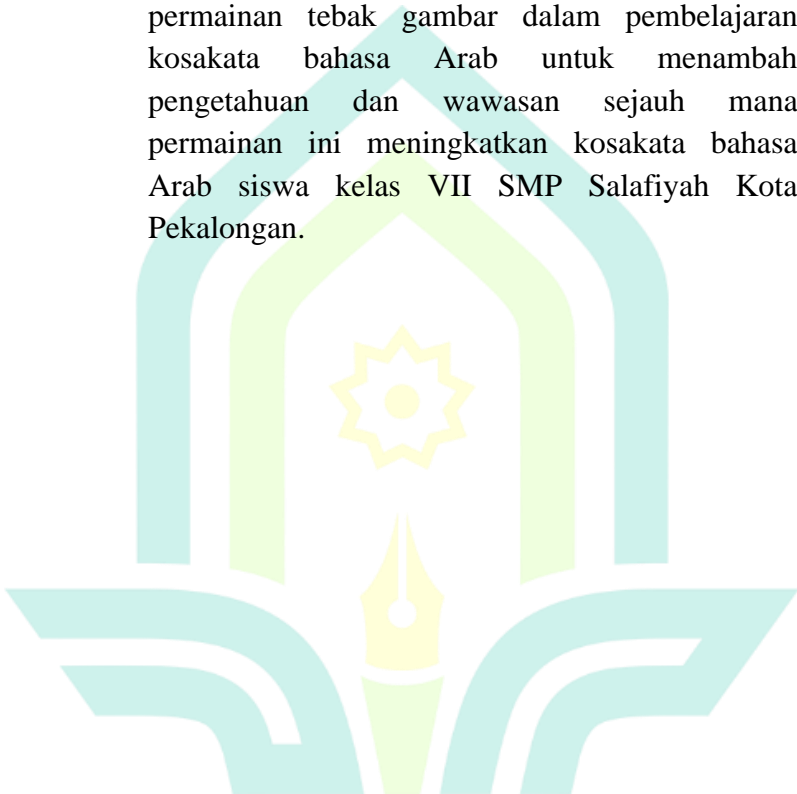 permainan tebak gambar dalam pembelajaran
kosakata bahasa Arab untuk menambah
pengetahuan dan wawasan sejauh mana
permainan ini meningkatkan kosakata bahasa
Arab siswa kelas VII SMP Salafiyah Kota
Pekalongan.